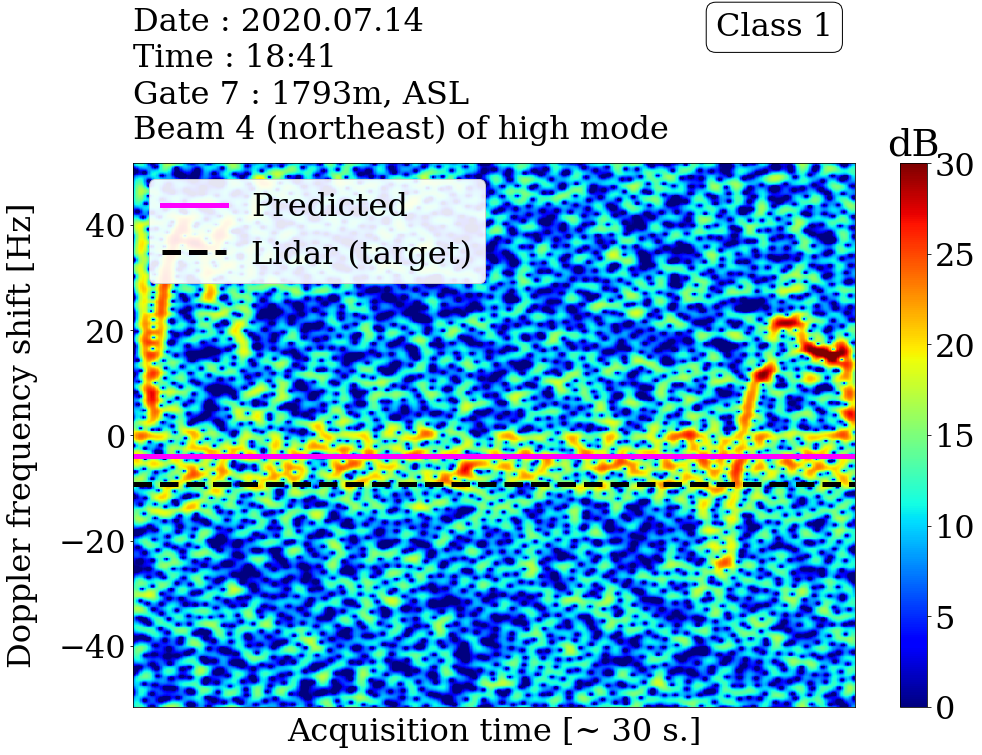 Date : 2020.07.14
Time : 18:41
Gate 7 : 1793m, ASL
Beam 4 (northeast) of high mode
Class 1
dB
Predicted
Lidar (target)
Doppler frequency shift [Hz]
40
20
0
−20
−40
Acquisition time [~ 30 s.]
30
25
20
15
10
5
0